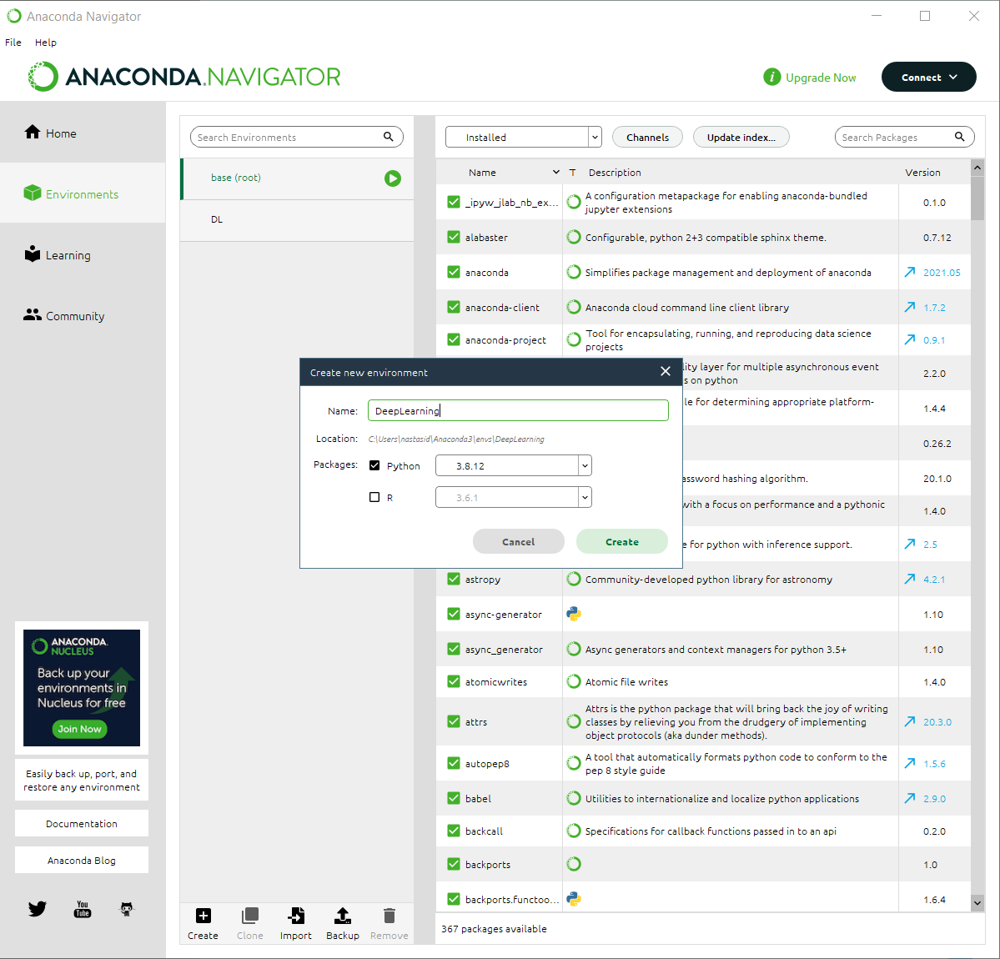 Anaconda Navigator
File Help
ANACONDA.NAVIGATOR
Upgrade Now
Connect
Home
Environments
Learning
Community
ANACONDA.
NUCLEUS
Back up your
environments in
Nucleus for free
Join Now
Easily back up, port, and
restore any environment
Documentation
Anaconda Blog
You
Tube
Search Environments
base (root)
DL
Create Clone Import Backup Remove
Installed Channels Update index... Search Packages
Name T Description Version
_ipyw_jlab_nb_ex... A configuration metapackage for enabling anaconda-bundled
jupyter extensions 0.1.0
alabaster Configurable, python 2+3 compatible sphinx theme. 0.7.12
anaconda Simplifies package management and deployment of anaconda 2021.05
anaconda-client Anaconda cloud command line client library 1.7.2
anaconda-project Tool for encapsulating, running, and reproducing data science
projects 0.9.1
lity layer for multiple asynchronous event
s on python 2.2.0
le for determining appropriate platform-
1.4.4
0.26.2
assword hashing algorithm. 20.1.0
with a focus on performance and a pythonic
1.4.0
e for python with inference support. 2.5
astropy Community-developed python library for astronomy 4.2.1
async-generator 1.10
async_generator Async generators and context managers for python 3.5+ 1.10
atomicwrites Atomic file writes 1.4.0
attrs Attrs is the python package that will bring back the joy of writing
classes by relieving you from the drudgery of implementing
object protocols (aka dunder methods). 20.3.0
autopep8 A tool that automatically formats python code to conform to the
pep 8 style guide 1.5.6
babel Utilities to internationalize and localize python applications 2.9.0
backcall Specifications for callback functions passed in to an api 0.2.0
backports 1.0
backports.functoo... 1.6.4
367 packages available
Create new environment
Name: DeepLearning
Location: C:\Users\nastasid\Anaconda3\envs\DeepLearning
Packages: Python 3.8.12
R 3.6.1
Cancel Create